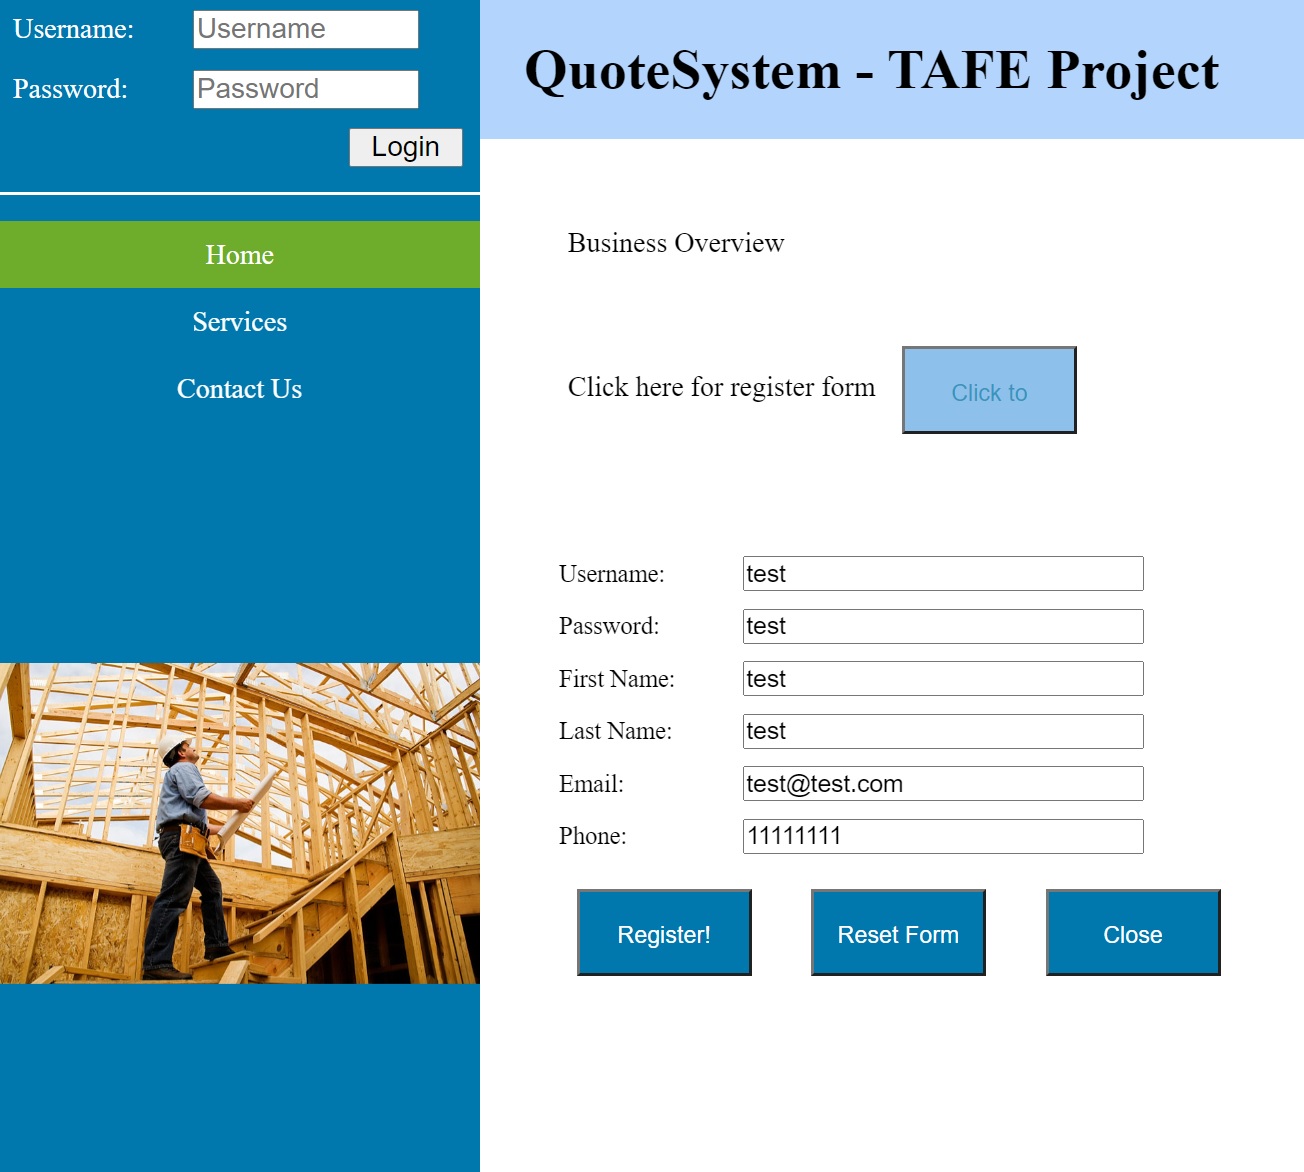 Username: Username
Password: Password
Login
Home
Services
Contact Us
QuoteSystem - TAFE Project
Business Overview
Click here for register form Click to
Username: test
Password: test
First Name: test
Last Name: test
Email: test@test.com
Phone: 11111111
Register! Reset Form Close